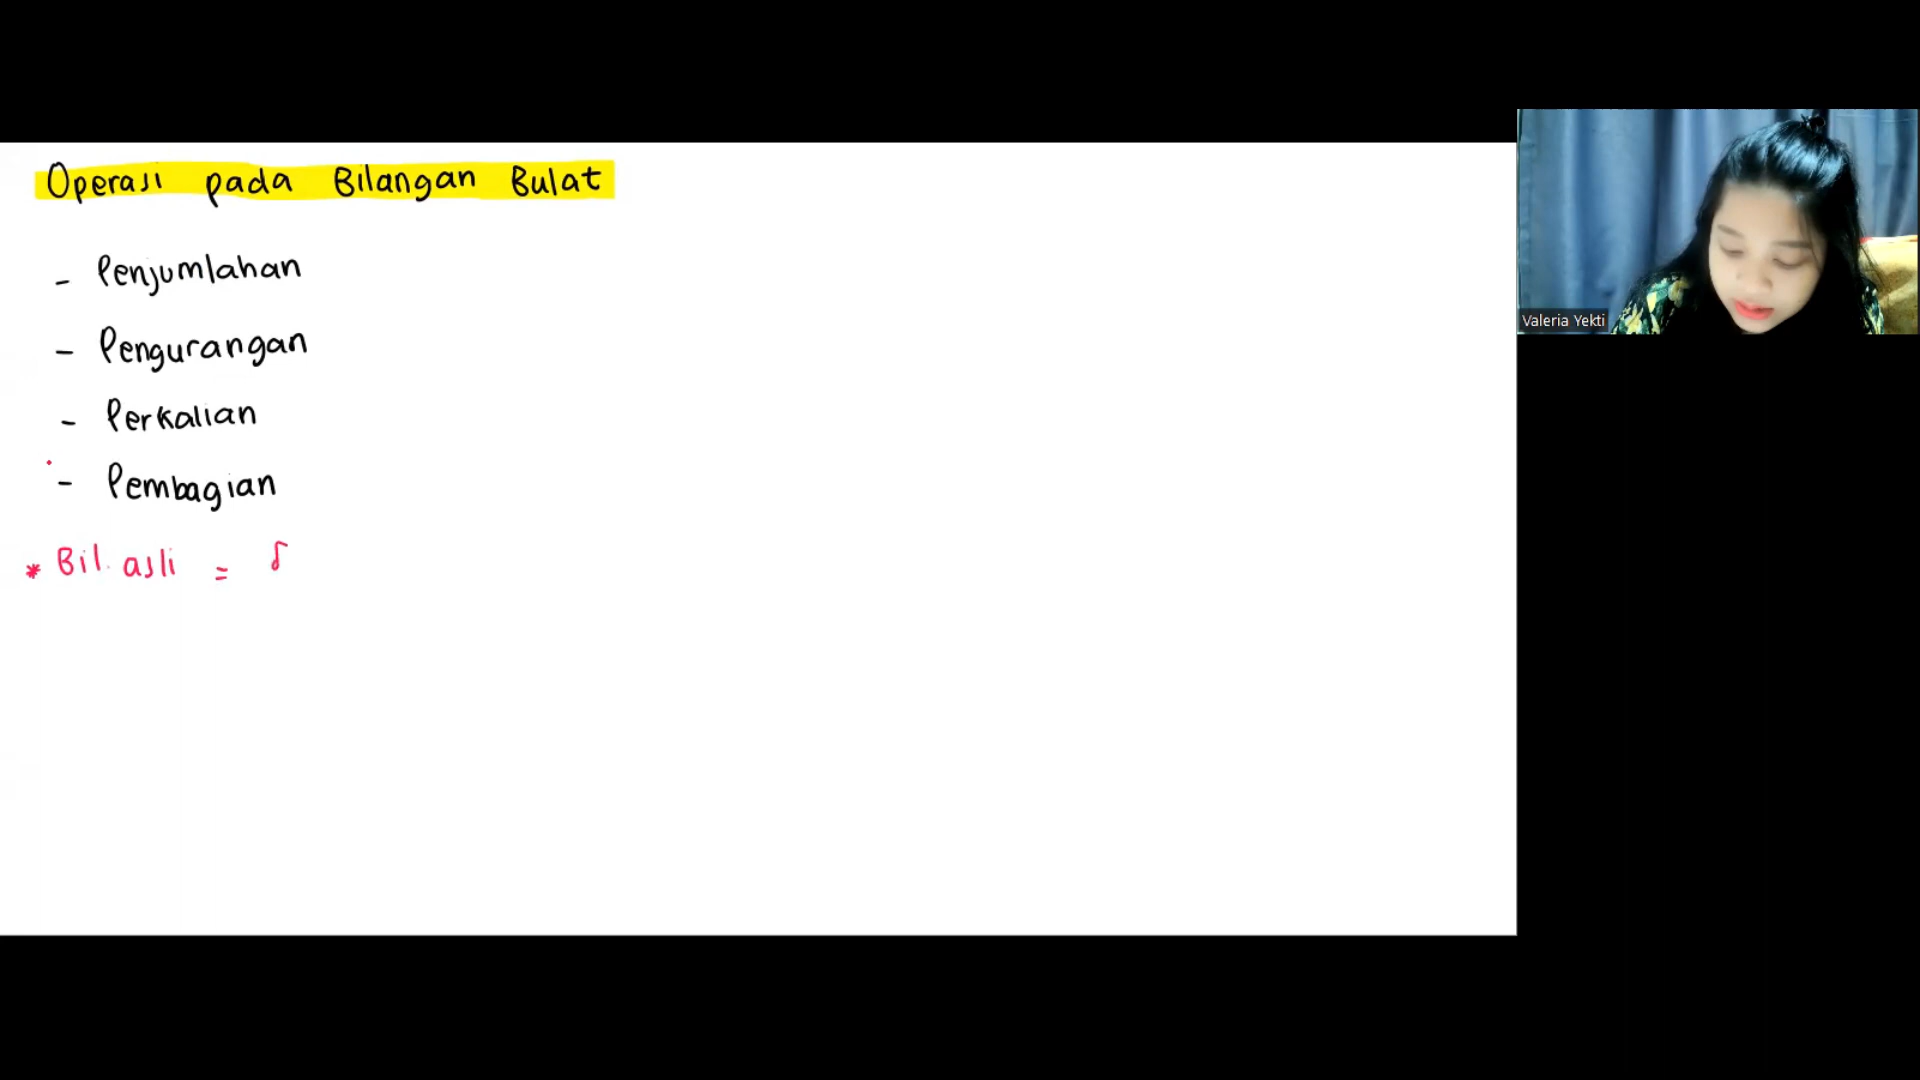 Operasi pada Bilangan Bulat
- Penjumlahan
- Pengurangan
- Perkalian
- Pembagian
* Bil. asli =
Valeria Yekti